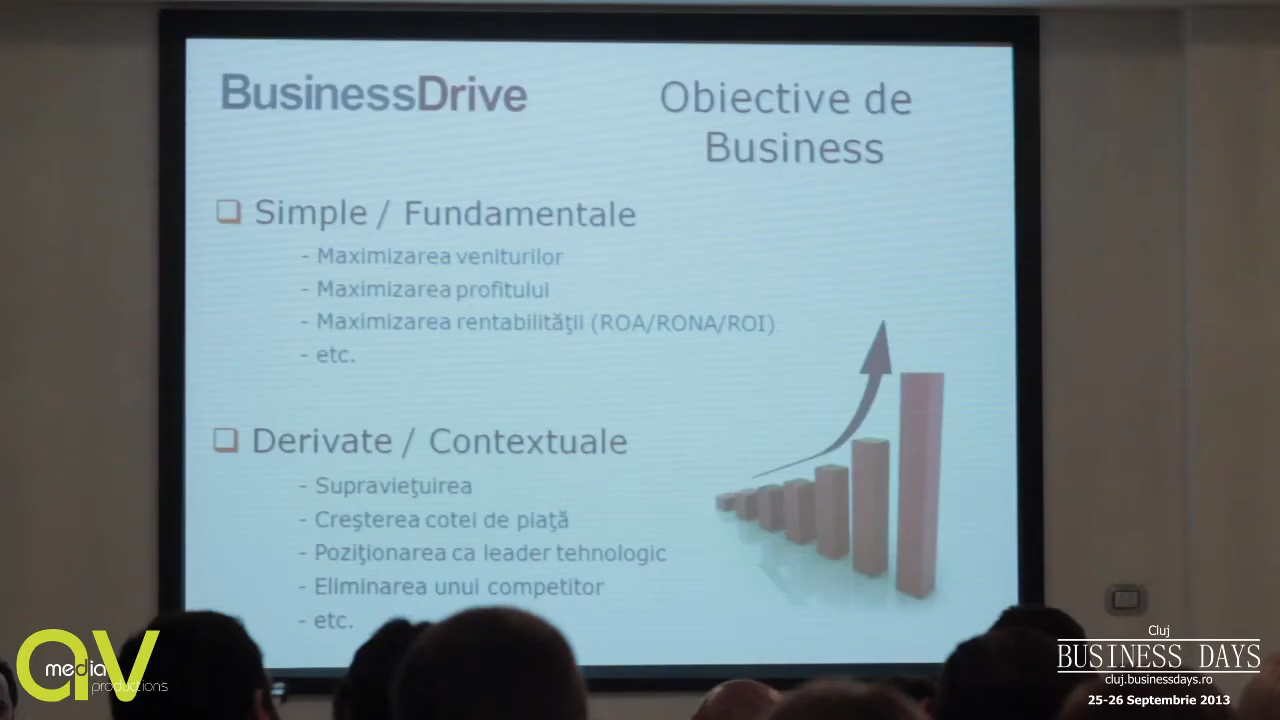 BusinessDrive
Obiective de
Business
Simple / Fundamentale
- Maximizarea veniturilor
- Maximizarea profitului
- Maximizarea rentabilităţii (ROA/RONA/ROI)
- etc.
Derivate / Contextuale
- Supravieţuirea
- Creşterea cotei de piaţă
- Poziţionarea ca leader tehnologic
- Eliminarea unui competitor
- etc.
av
media
productions
Cluj
BUSINESS DAYS
cluj.businessdays.ro
25-26 Septembrie 2013